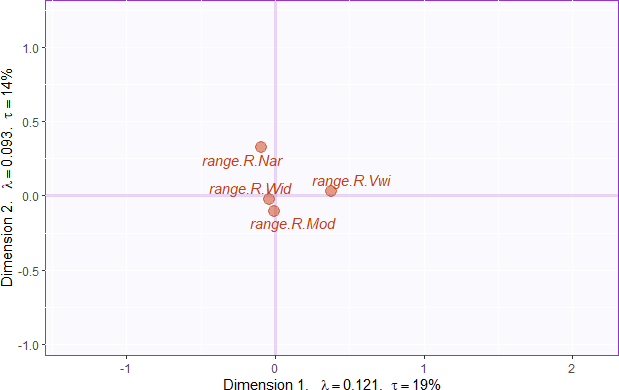 1.0
0.5
0.0
-0.5
-1.0
Dimension 2.   λ = 0.093.  τ = 14%
range.R.Nar
range.R.Vwi
range.R.Wid
range.R.Mod
-1
0
1
2
Dimension 1.   λ = 0.121.  τ = 19%